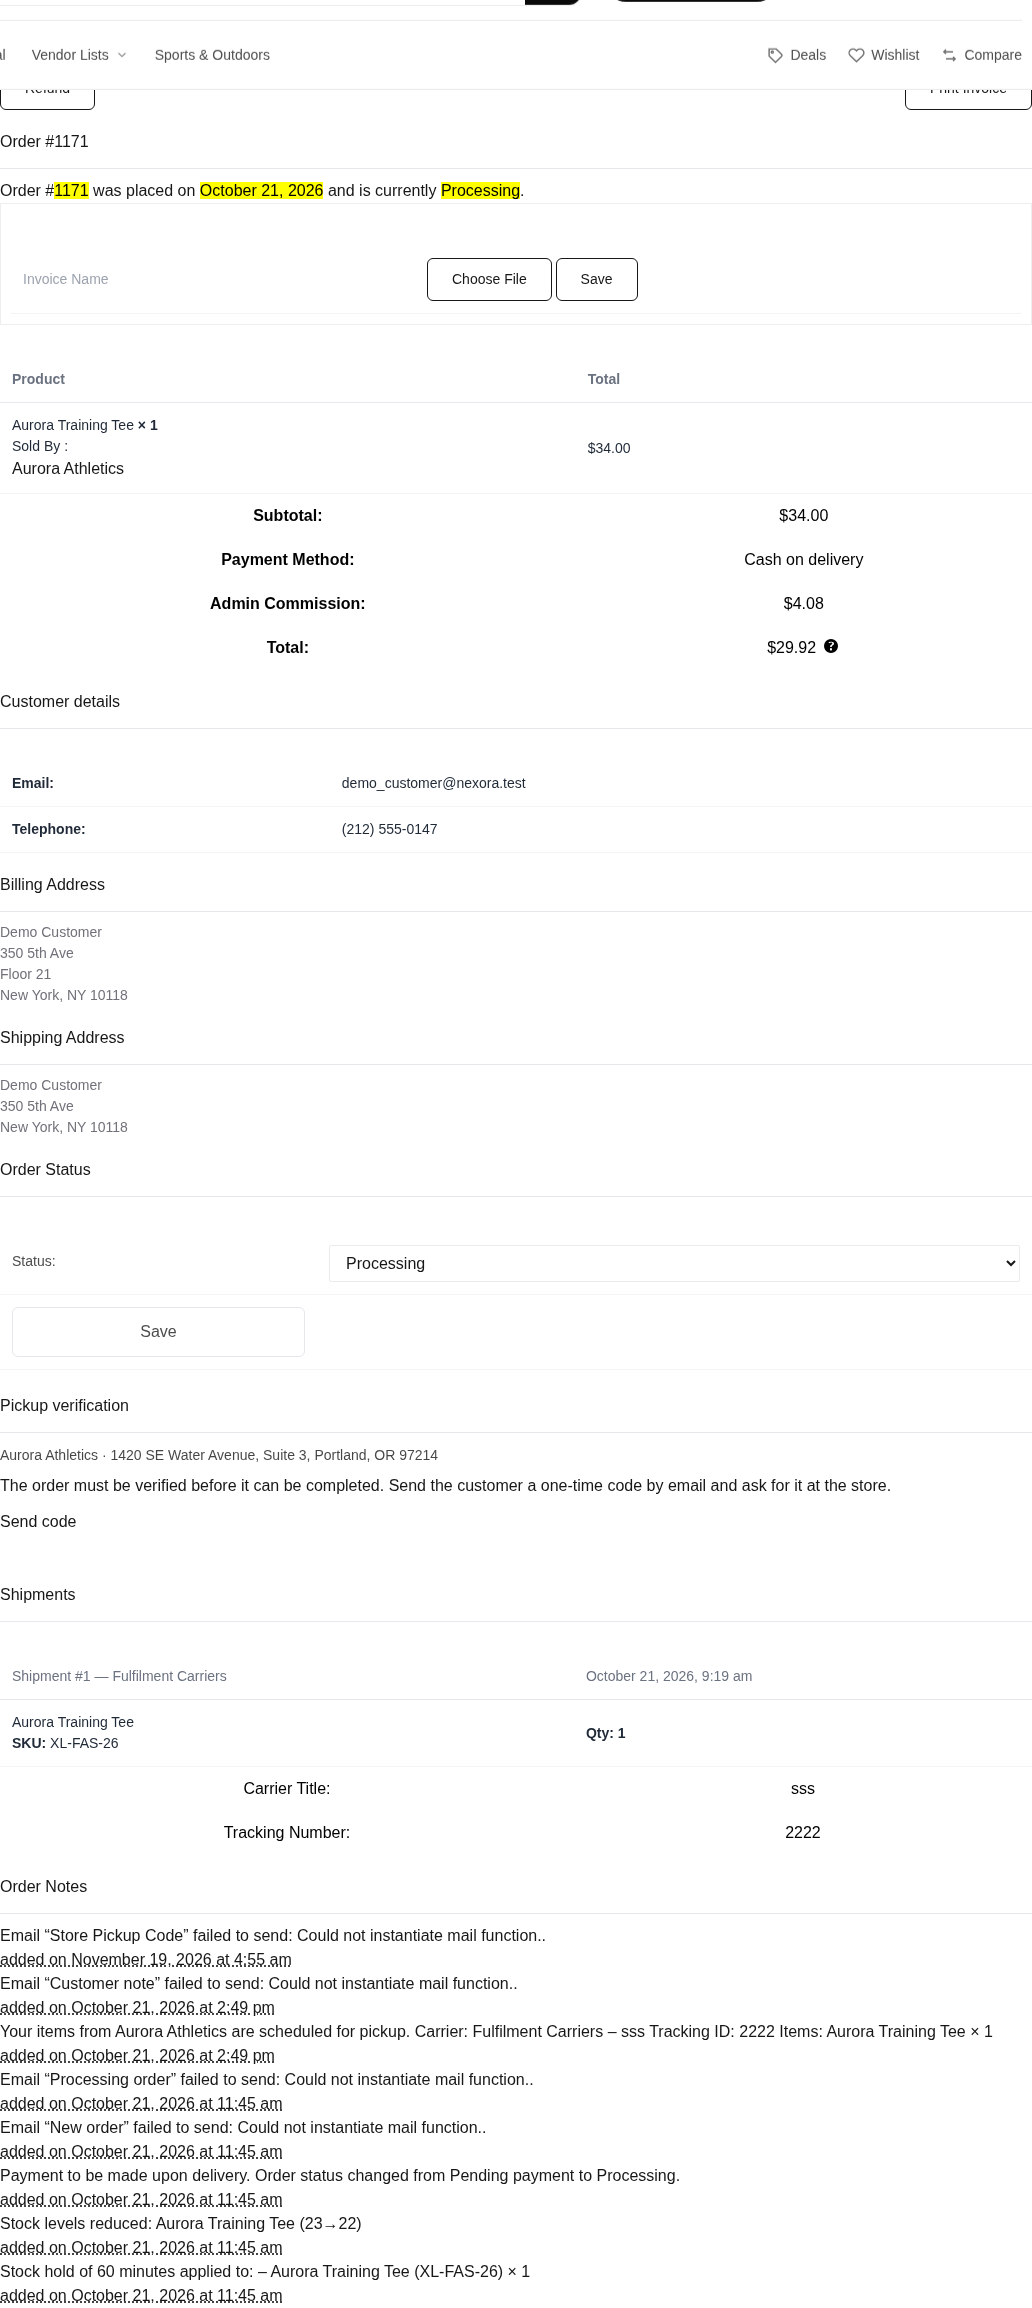 al Vendor Lists Sports & Outdoors Deals Wishlist Compare
Refund Print Invoice
Order #1171
Order #1171 was placed on October 21, 2026 and is currently Processing.
Invoice Name Choose File Save
Product Total
Aurora Training Tee × 1
Sold By :
Aurora Athletics
$34.00
Subtotal: $34.00
Payment Method: Cash on delivery
Admin Commission: $4.08
Total: $29.92
Customer details
Email: demo_customer@nexora.test
Telephone: (212) 555-0147
Billing Address
Demo Customer
350 5th Ave
Floor 21
New York, NY 10118
Shipping Address
Demo Customer
350 5th Ave
New York, NY 10118
Order Status
Status: Processing
Save
Pickup verification
Aurora Athletics · 1420 SE Water Avenue, Suite 3, Portland, OR 97214
The order must be verified before it can be completed. Send the customer a one-time code by email and ask for it at the store.
Send code
Shipments
Shipment #1 — Fulfilment Carriers October 21, 2026, 9:19 am
Aurora Training Tee
SKU: XL-FAS-26
Qty: 1
Carrier Title: sss
Tracking Number: 2222
Order Notes
Email “Store Pickup Code” failed to send: Could not instantiate mail function..
added on November 19, 2026 at 4:55 am
Email “Customer note” failed to send: Could not instantiate mail function..
added on October 21, 2026 at 2:49 pm
Your items from Aurora Athletics are scheduled for pickup. Carrier: Fulfilment Carriers – sss Tracking ID: 2222 Items: Aurora Training Tee × 1
added on October 21, 2026 at 2:49 pm
Email “Processing order” failed to send: Could not instantiate mail function..
added on October 21, 2026 at 11:45 am
Email “New order” failed to send: Could not instantiate mail function..
added on October 21, 2026 at 11:45 am
Payment to be made upon delivery. Order status changed from Pending payment to Processing.
added on October 21, 2026 at 11:45 am
Stock levels reduced: Aurora Training Tee (23→22)
added on October 21, 2026 at 11:45 am
Stock hold of 60 minutes applied to: – Aurora Training Tee (XL-FAS-26) × 1
added on October 21, 2026 at 11:45 am